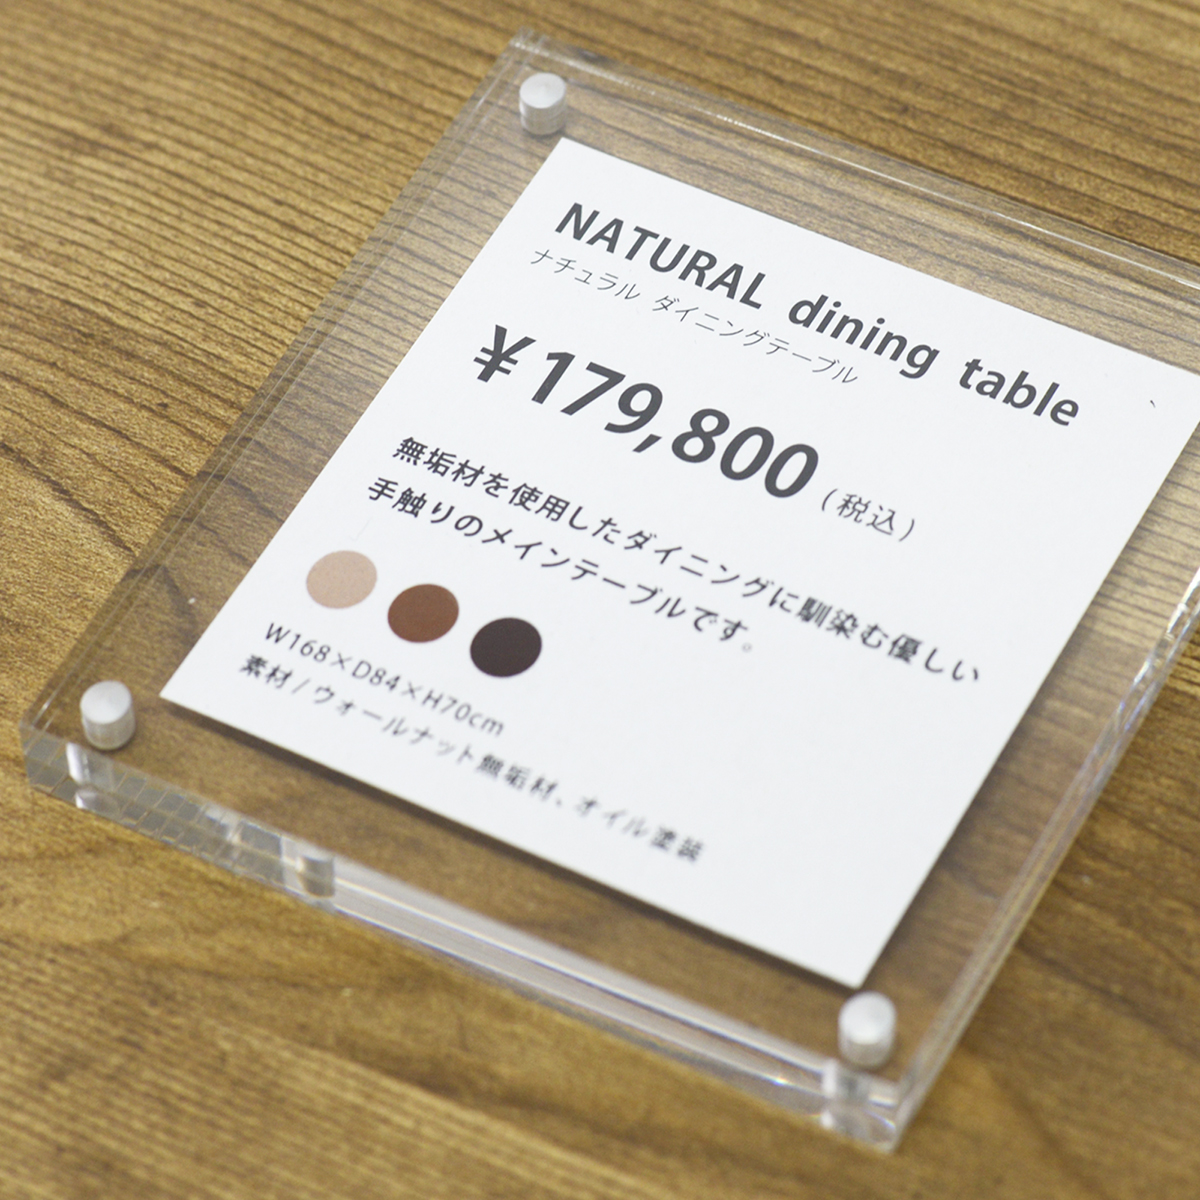 NATURAL dining table
ナチュラル ダイニングテーブル
¥179,800(税込)
無垢材を使用したダイニングに馴染む優しい
手触りのメインテーブルです。
W168×D84×H70cm
素材/ウォールナット無垢材、オイル塗装